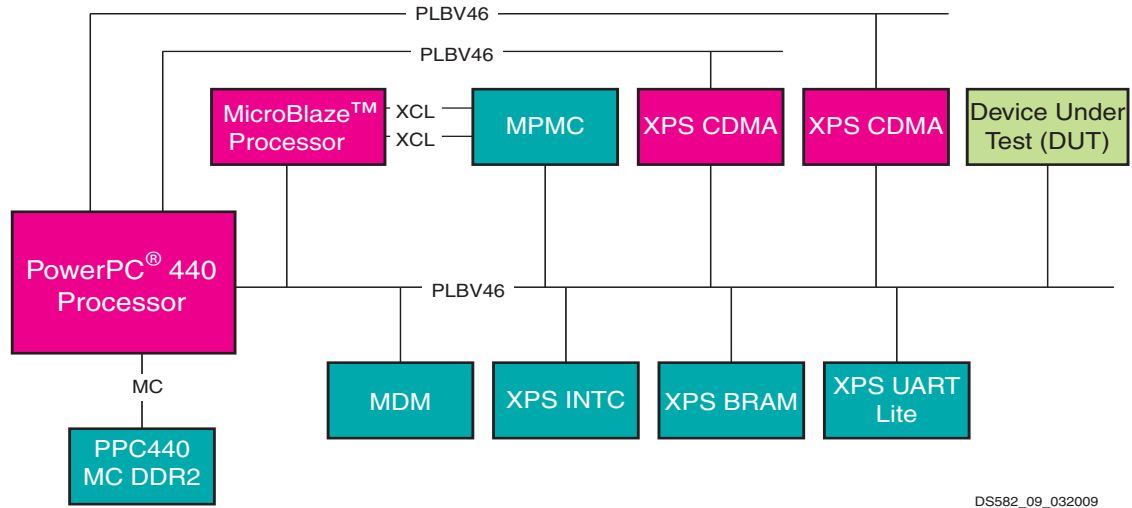 PLBV46
PLBV46
MicroBlaze™
Processor
XCL
XCL
MPMC
XPS CDMA
XPS CDMA
Device Under
Test (DUT)
PowerPC® 440
Processor
PLBV46
MC
MDM
XPS INTC
XPS BRAM
XPS UART
Lite
PPC440
MC DDR2
DS582_09_032009